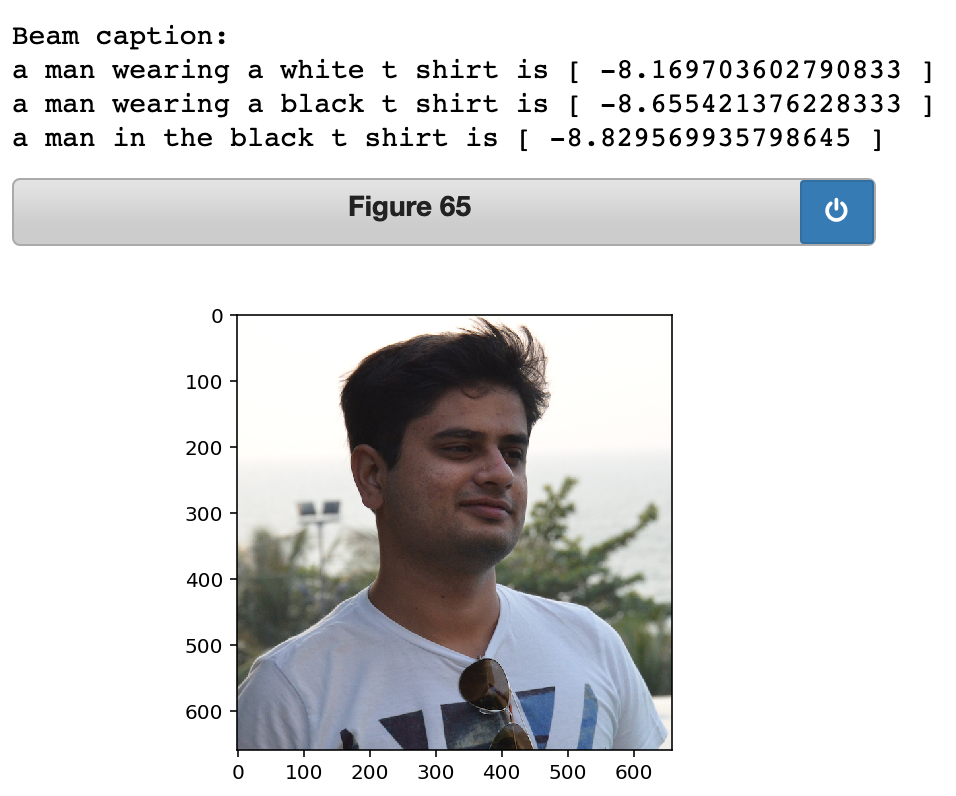 Beam caption:
a man wearing a white t shirt is [ -8.169703602790833 ]
a man wearing a black t shirt is [ -8.655421376228333 ]
a man in the black t shirt is [ -8.829569935798645 ]
Figure 65
0
100
200
300
400
500
600
0 100 200 300 400 500 600